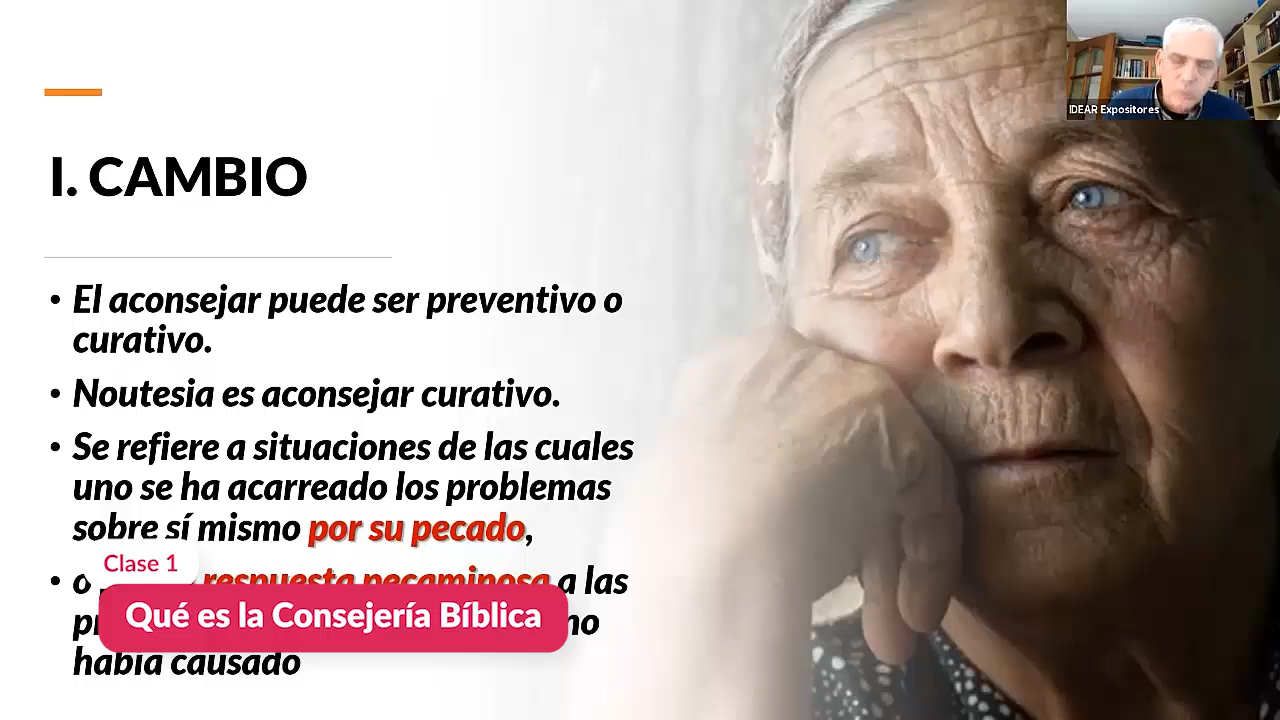 IDEAR Expositores
I. CAMBIO
• El aconsejar puede ser preventivo o
curativo.
• Noutesia es aconsejar curativo.
• Se refiere a situaciones de las cuales
uno se ha acarreado los problemas
sobre sí mismo por su pecado,
• o respuesta pecaminosa a las
había causado
Clase 1
Qué es la Consejería Bíblica